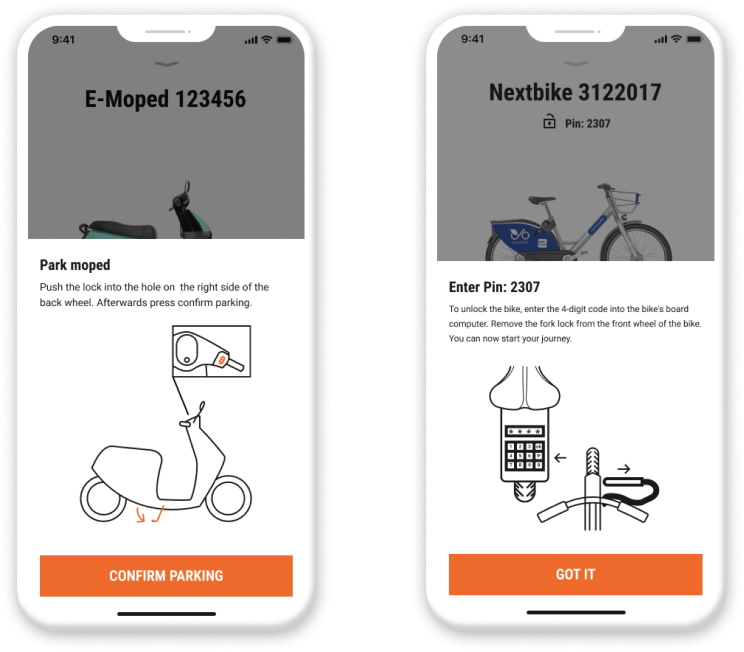 9:41
E-Moped 123456
Park moped
Push the lock into the hole on the right side of the
back wheel. Afterwards press confirm parking.
CONFIRM PARKING
9:41
Nextbike 3122017
Pin: 2307
Enter Pin: 2307
To unlock the bike, enter the 4-digit code into the bike's board
computer. Remove the fork lock from the front wheel of the bike.
You can now start your journey.
* * * *
GOT IT